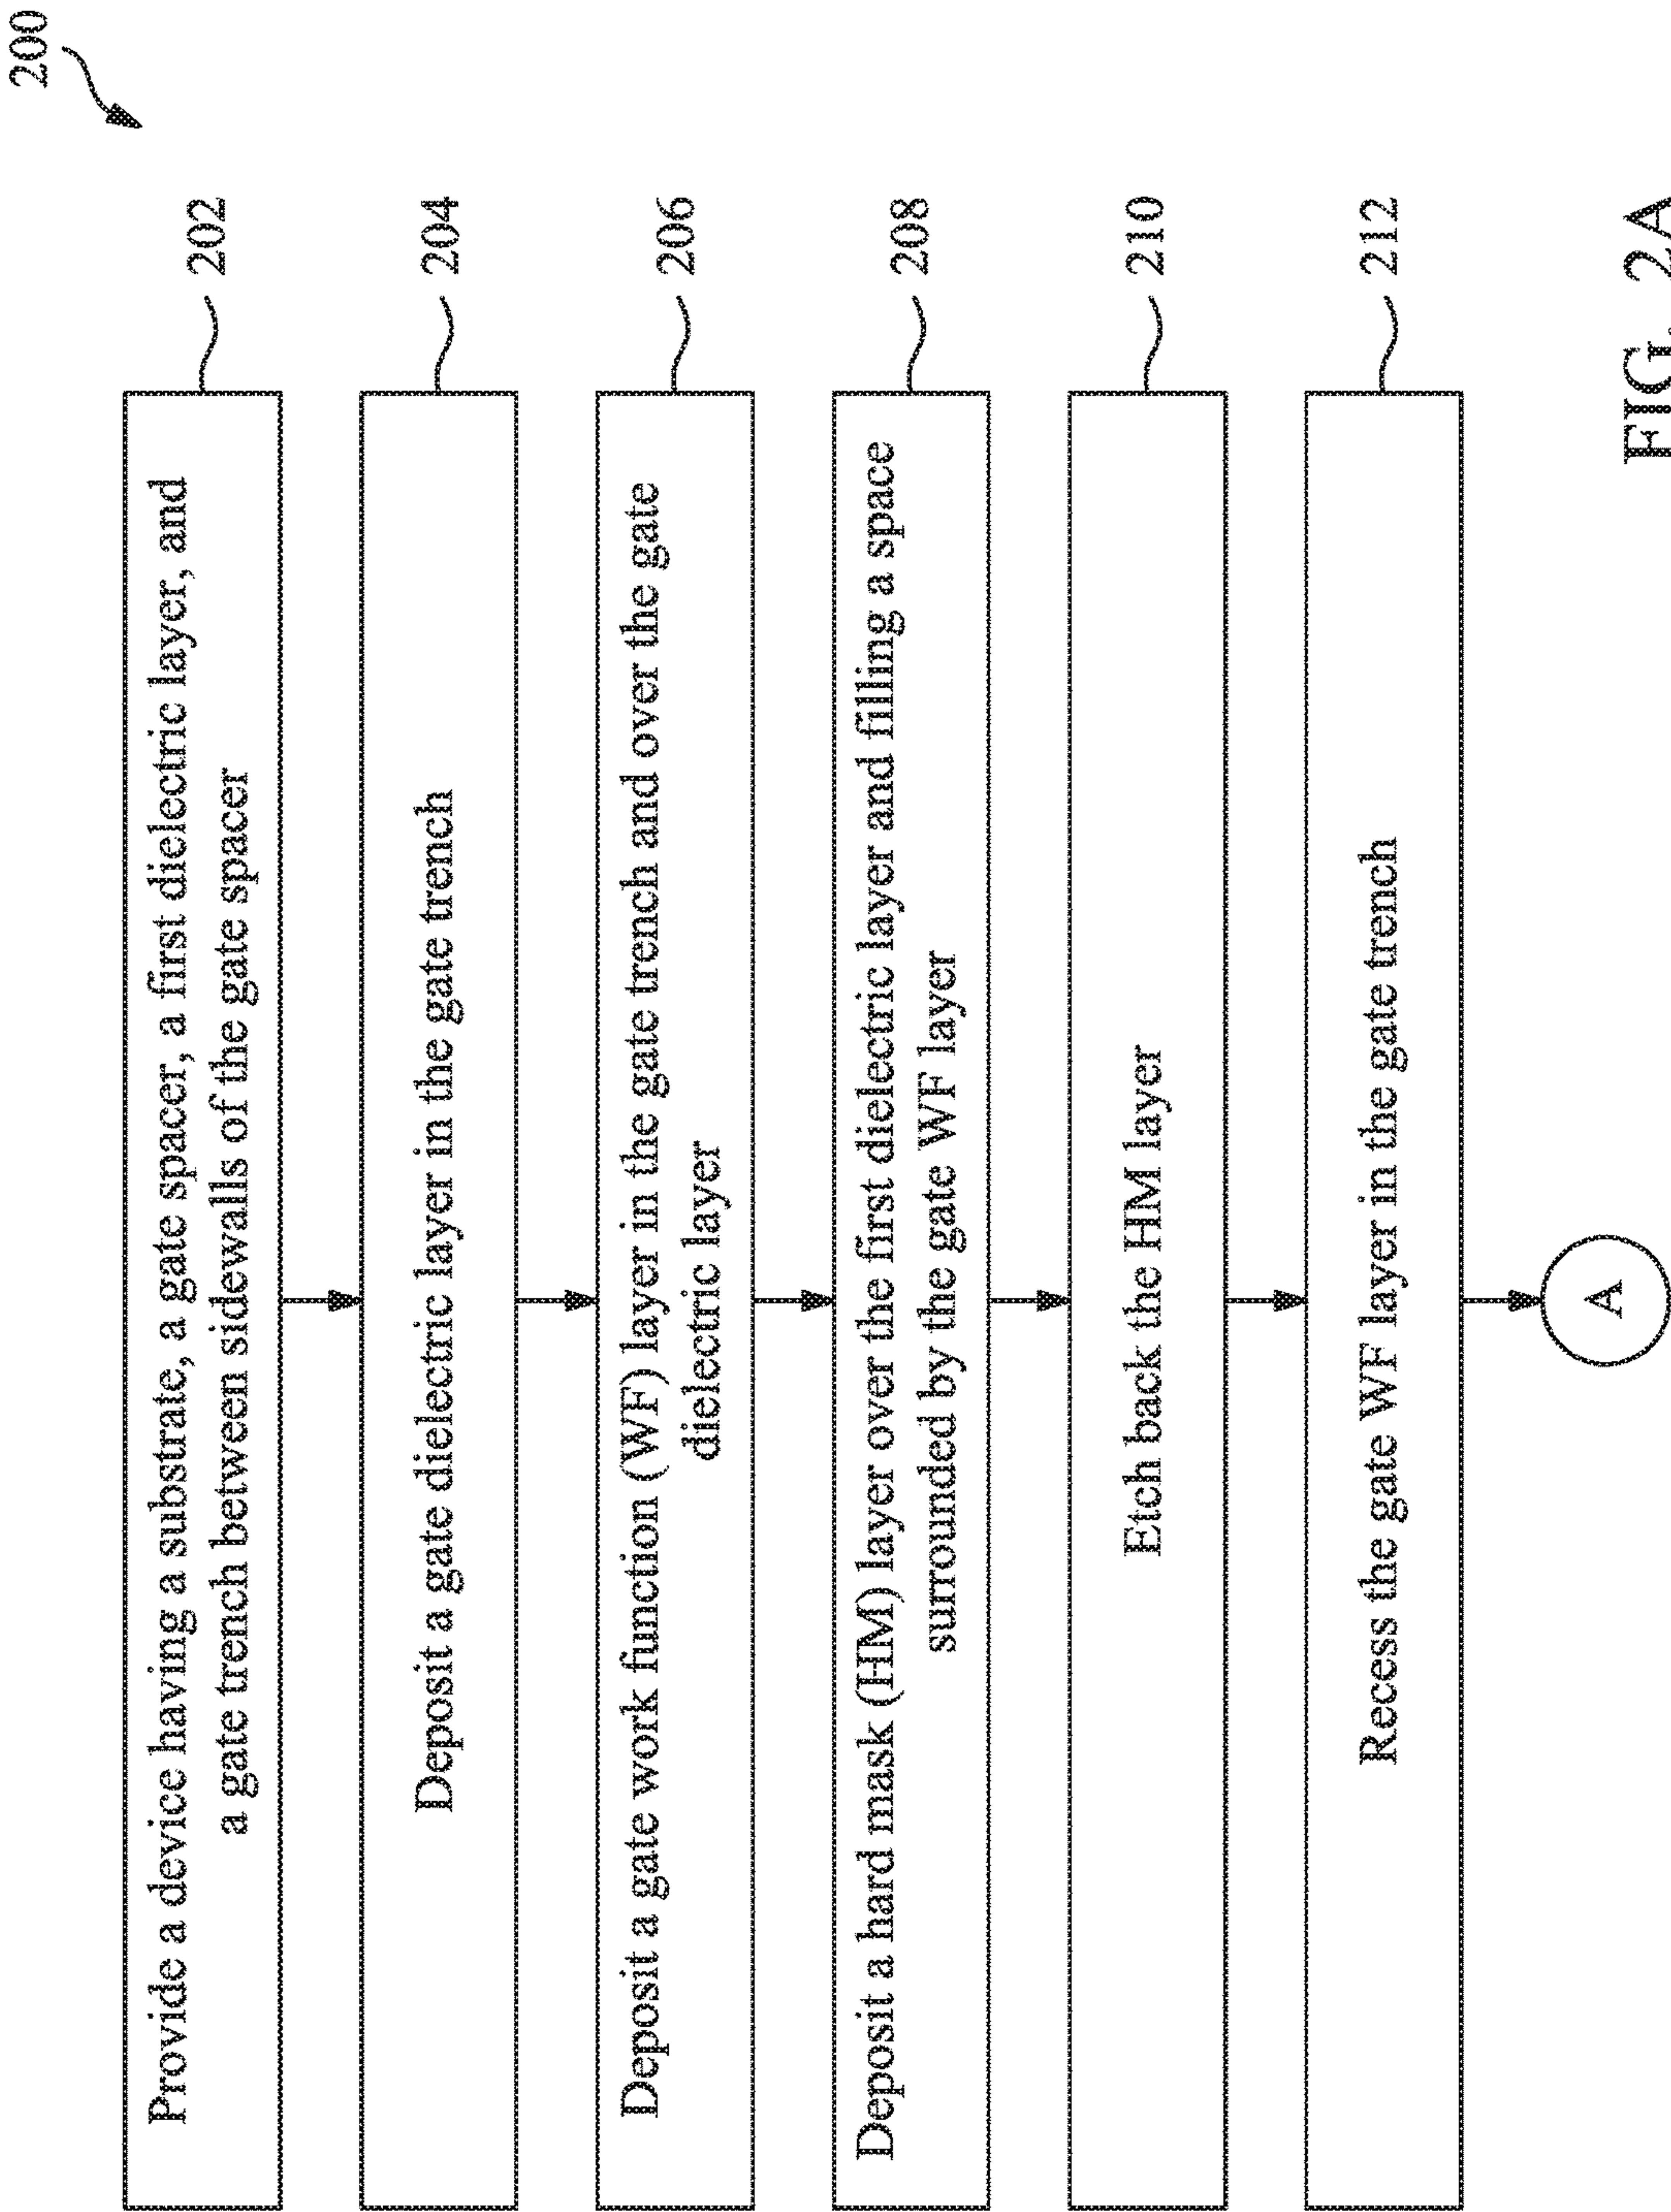 200
Provide a device having a substrate, a gate spacer, a first dielectric layer, and
a gate trench between sidewalls of the gate spacer
202
Deposit a gate dielectric layer in the gate trench
204
Deposit a gate work function (WF) layer in the gate trench and over the gate
dielectric layer
206
Deposit a hard mask (HM) layer over the first dielectric layer and filling a space
surrounded by the gate WF layer
208
Etch back the HM layer
210
Recess the gate WF layer in the gate trench
212
A
FIG. 2A